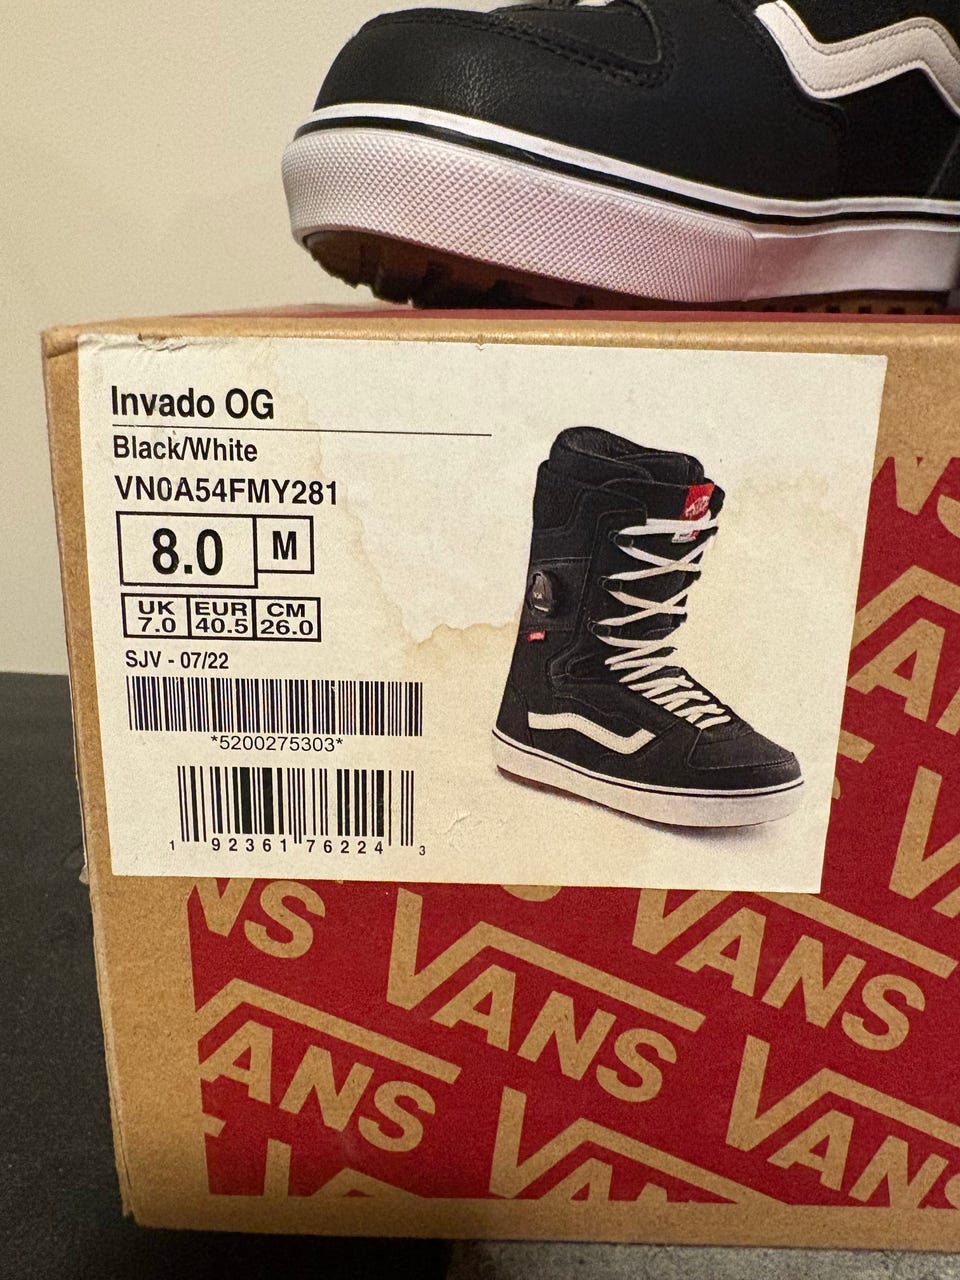 Invado OG
Black/White
VN0A54FMY281
8.0 M
UK EUR CM
7.0 40.5 26.0
SJV - 07/22
*5200275303*
1 92361 76224 3
VANS
VANS
VANS
VANS